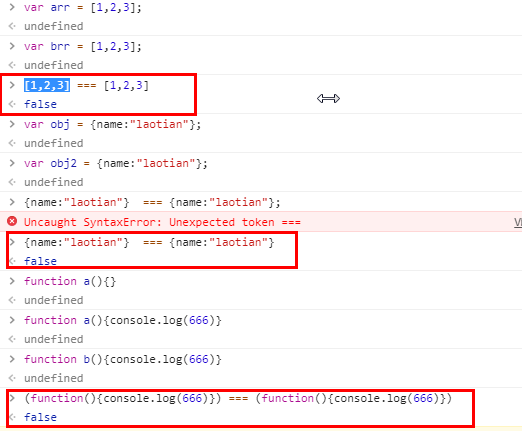 var arr = [1,2,3];
undefined
var brr = [1,2,3];
undefined
[1,2,3] === [1,2,3]
false
var obj = {name:"laotian"};
undefined
var obj2 = {name:"laotian"};
undefined
{name:"laotian"}  === {name:"laotian"};
Uncaught SyntaxError: Unexpected token ===
{name:"laotian"}  === {name:"laotian"}
false
function a(){}
undefined
function a(){console.log(666)}
undefined
function b(){console.log(666)}
undefined
(function(){console.log(666)}) === (function(){console.log(666)})
false